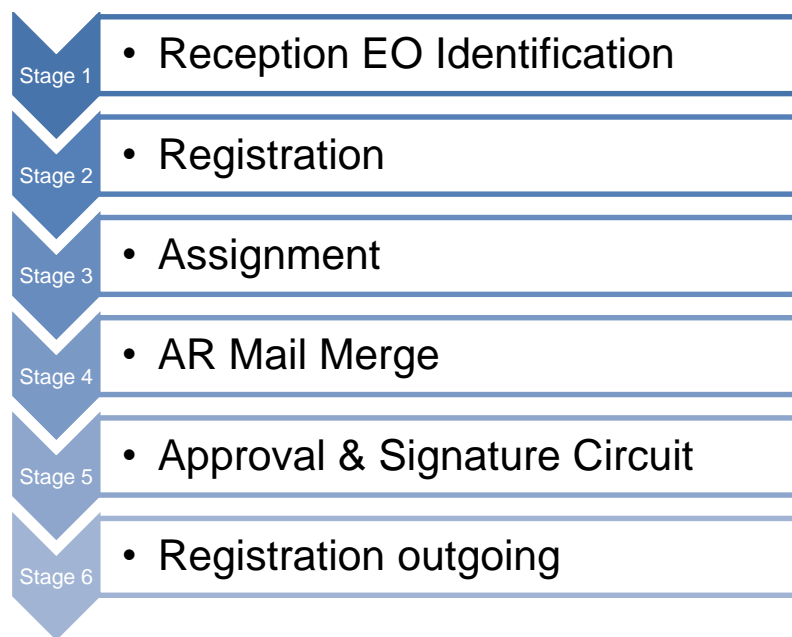 Stage 1
• Reception EO Identification
Stage 2
• Registration
Stage 3
• Assignment
Stage 4
• AR Mail Merge
Stage 5
• Approval & Signature Circuit
Stage 6
• Registration outgoing